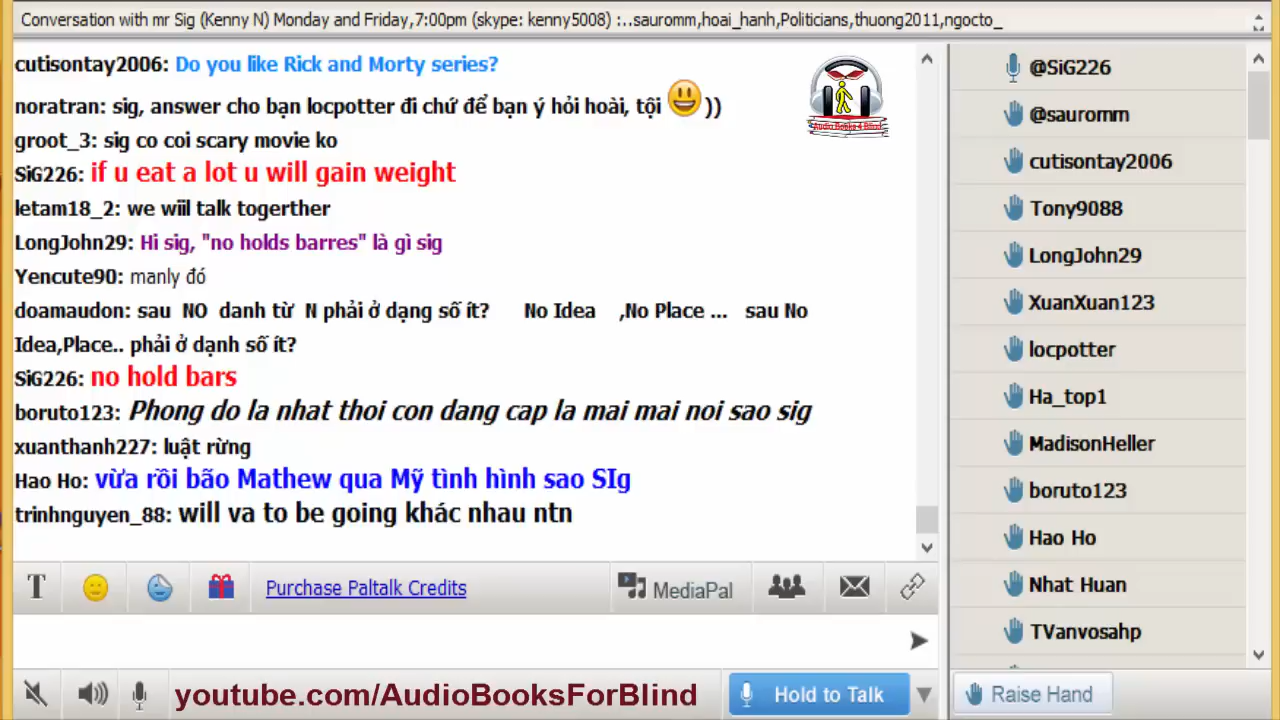 Conversation with mr Sig (Kenny N) Monday and Friday,7:00pm (skype: kenny5008) :..sauromm,hoai_hanh,Politicians,thuong2011,ngocto_
cutisontay2006: Do you like Rick and Morty series?
noratran: sig, answer cho bạn locpotter đi chứ để bạn ý hỏi hoài, tội 😃 ))
groot_3: sig co coi scary movie ko
SiG226: if u eat a lot u will gain weight
letam18_2: we wiil talk togerther
LongJohn29: Hi sig, "no holds barres" là gì sig
Yencute90: manly đó
doamaudon: sau NO danh từ N phải ở dạng số ít? No Idea ,No Place ... sau No
Idea,Place.. phải ở dạnh số ít?
SiG226: no hold bars
boruto123: Phong do la nhat thoi con dang cap la mai mai noi sao sig
xuanthanh227: luật rừng
Hao Ho: vừa rồi bão Mathew qua Mỹ tình hình sao SIg
trinhnguyen_88: will va to be going khác nhau ntn
Audio Books 4 Blind
@SiG226
@sauromm
cutisontay2006
Tony9088
LongJohn29
XuanXuan123
locpotter
Ha_top1
MadisonHeller
boruto123
Hao Ho
Nhat Huan
TVanvosahp
T
Purchase Paltalk Credits
MediaPal
youtube.com/AudioBooksForBlind
Hold to Talk
Raise Hand